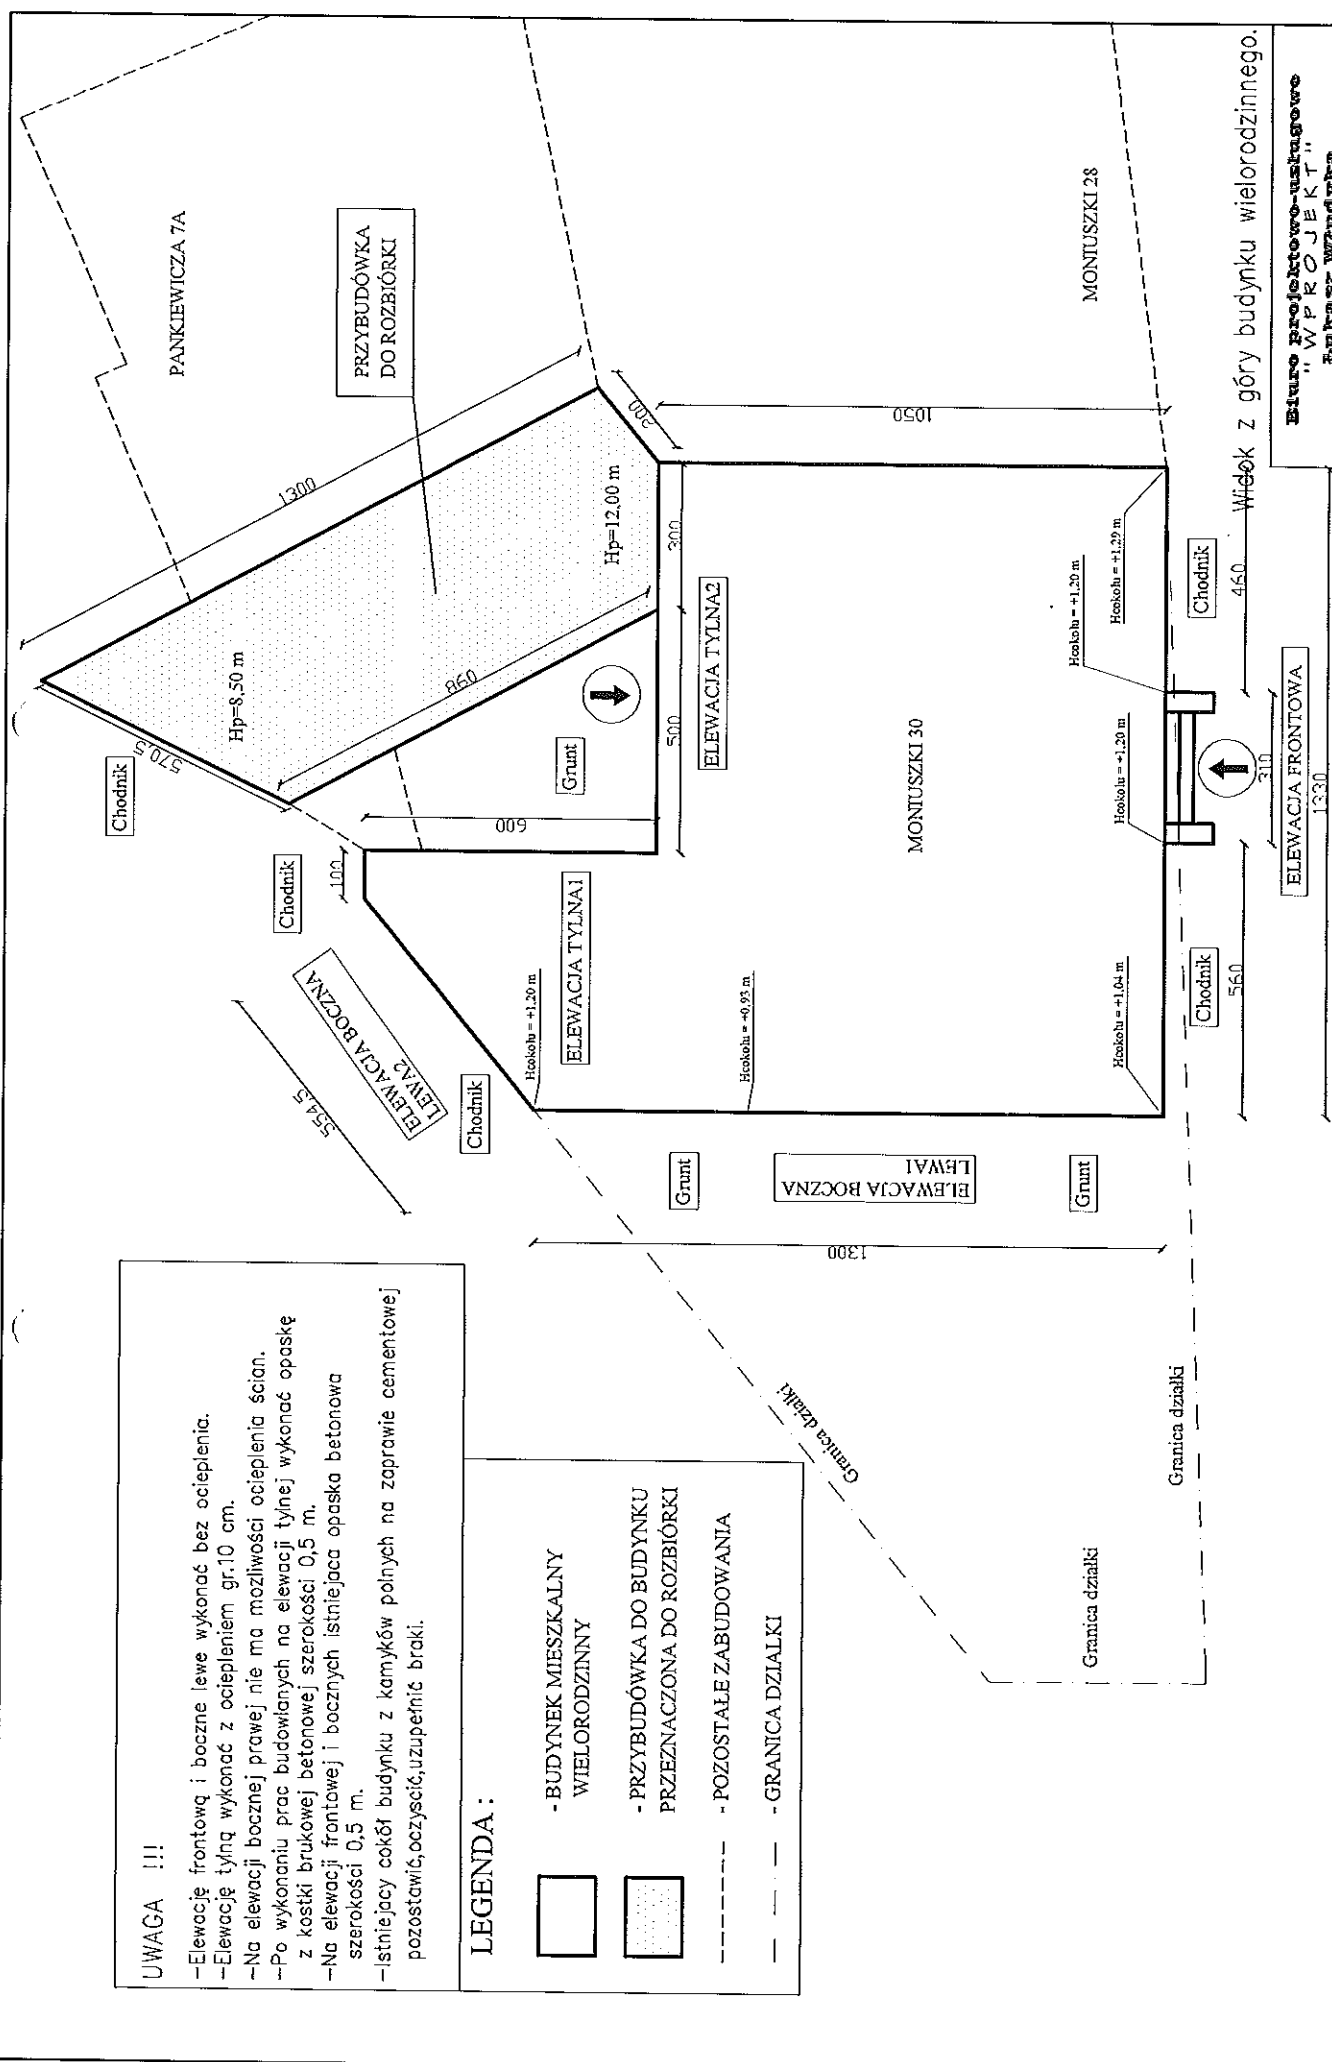 UWAGA !!!
-Elewację frontową i boczne lewe wykonać bez ocieplenia.
-Elewację tylną wykonać z ociepleniem gr.10 cm.
-Na elewacji bocznej prawej nie ma mozliwości ocieplenia ścian.
-Po wykonaniu prac budowlanych na elewacji tylnej wykonać opaskę
z kostki brukowej betonowej szerokości 0,5 m.
-Na elewacji frontowej i bocznych istniejaca opaska betonowa
szerokości 0,5 m.
-Istniejacy cokół budynku z kamyków polnych na zaprawie cementowej
pozostawić,oczyscić,uzupełnić braki.
LEGENDA :
- BUDYNEK MIESZKALNY
WIELORODZINNY
- PRZYBUDÓWKA DO BUDYNKU
PRZEZNACZONA DO ROZBIÓRKI
- POZOSTAŁE ZABUDOWANIA
- GRANICA DZIALKI
Granica działki
Granica działki
Granica działki
554,5
ELEWACJA BOCZNA
LEWA2
Chodnik
Chodnik
Chodnik
100
570,5
1300
Hp=8,50 m
860
Hp=12,00 m
PANKIEWICZA 7A
PRZYBUDÓWKA
DO ROZBIÓRKI
200
600
Grunt
500
300
ELEWACJA TYLNA1
ELEWACJA TYLNA2
Hcokołu = +1,20 m
Hcokołu = +0,93 m
Hcokołu = +1,04 m
Hcokołu = +1,20 m
Hcokołu = +1,20 m
Hcokołu = +1,29 m
Grunt
ELEWACJA BOCZNA
LEWA1
Grunt
1300
1050
MONIUSZKI 30
MONIUSZKI 28
Chodnik
Chodnik
560
310
460
ELEWACJA FRONTOWA
1330
Widok z góry budynku wielorodzinnego.
Biuro projektowo-usługowe
"WPROJEKT"